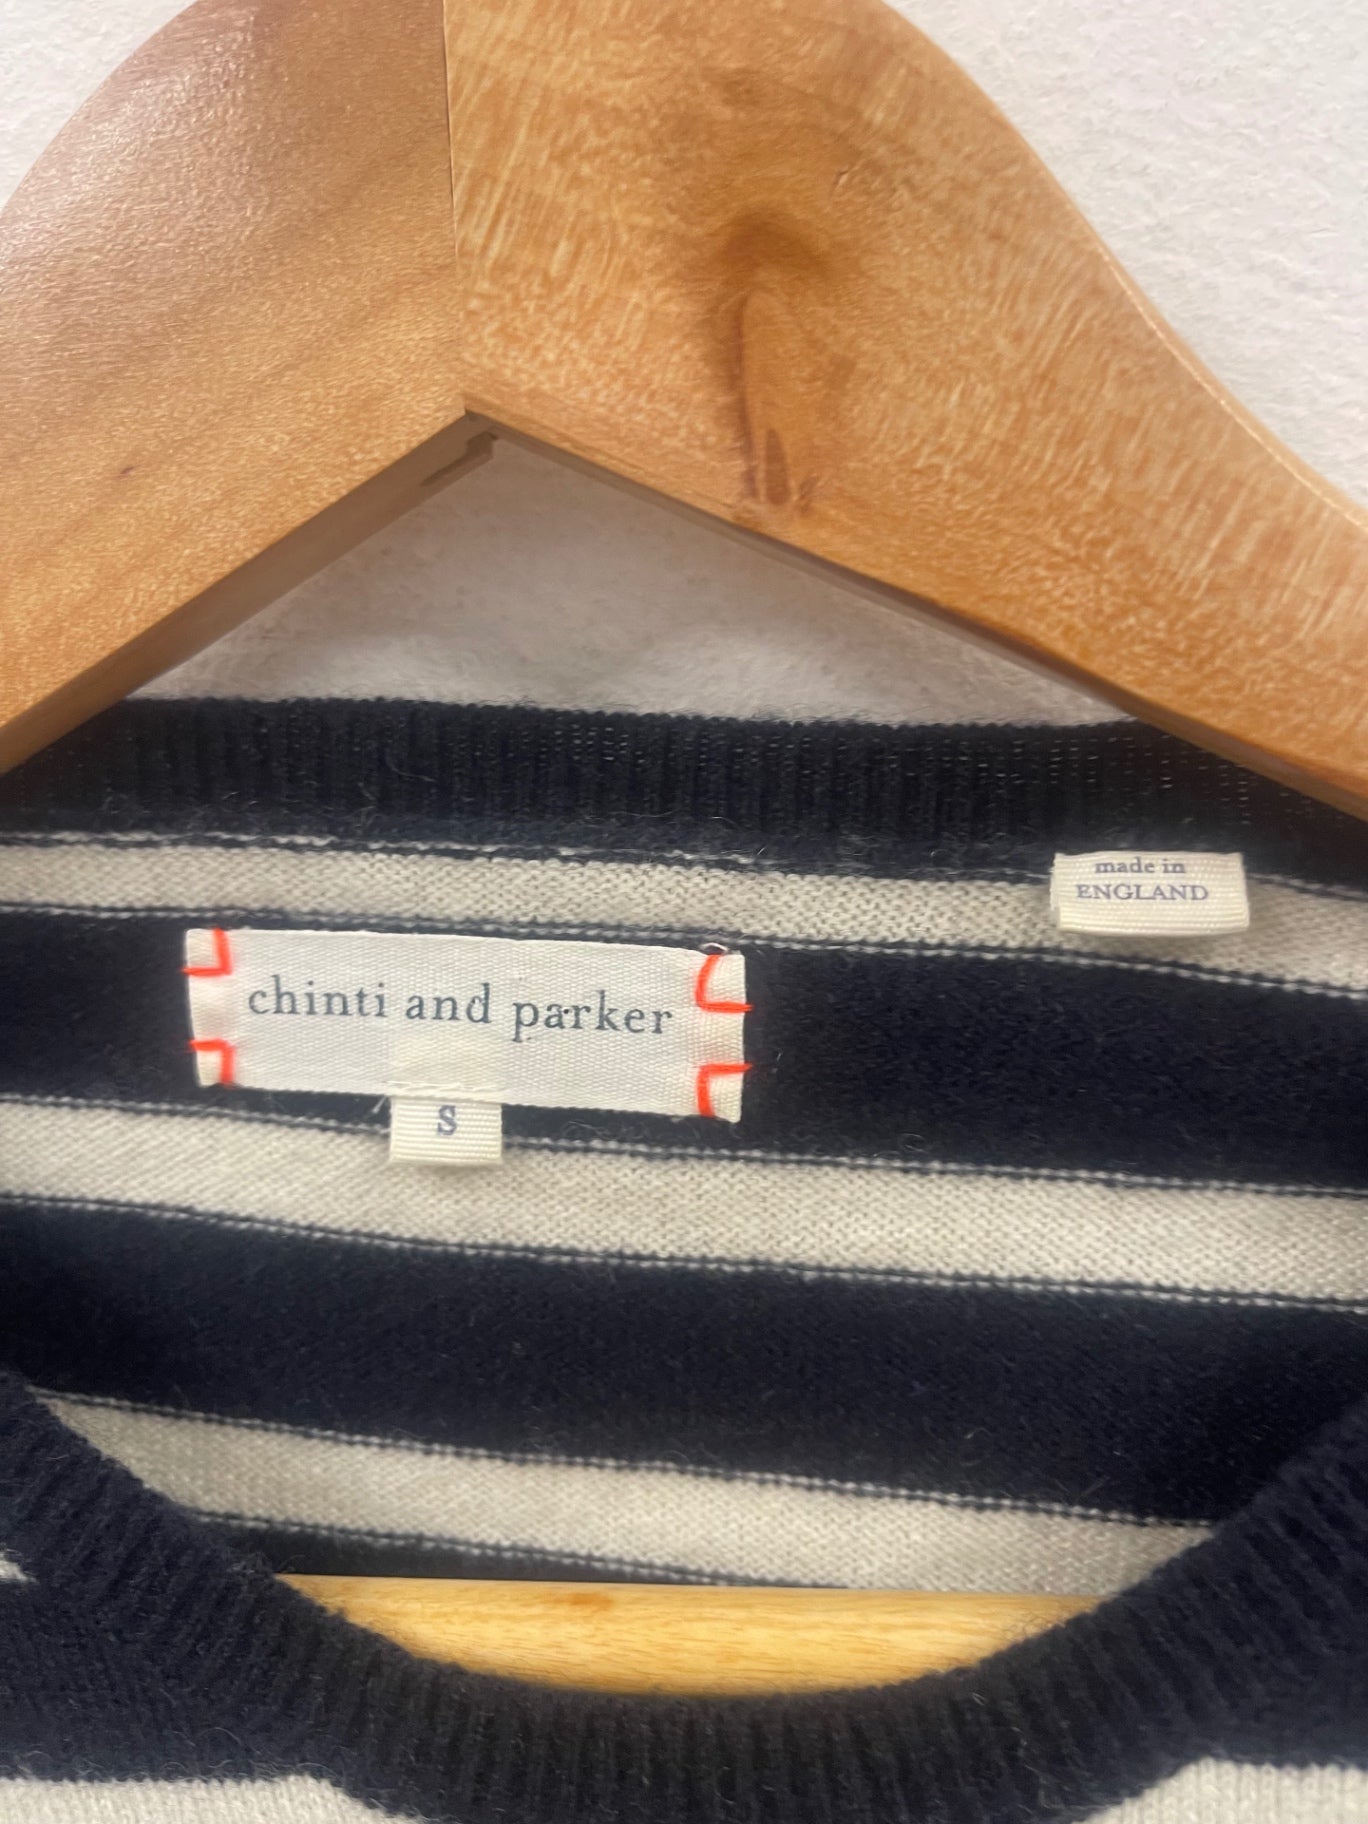 made in
ENGLAND
chinti and parker
S